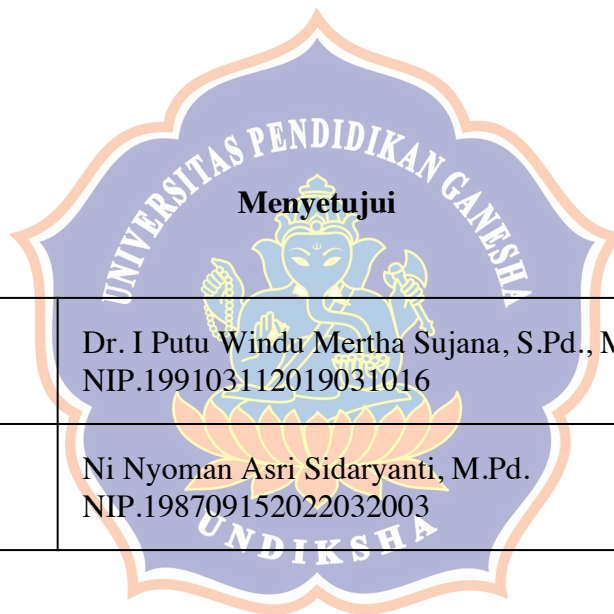 UNIVERSITAS PENDIDIKAN GANESHA
Menyetujui
Dr. I Putu Windu Mertha Sujana, S.Pd., M
NIP.199103112019031016
Ni Nyoman Asri Sidaryanti, M.Pd.
NIP.198709152022032003
UNDIKSHA